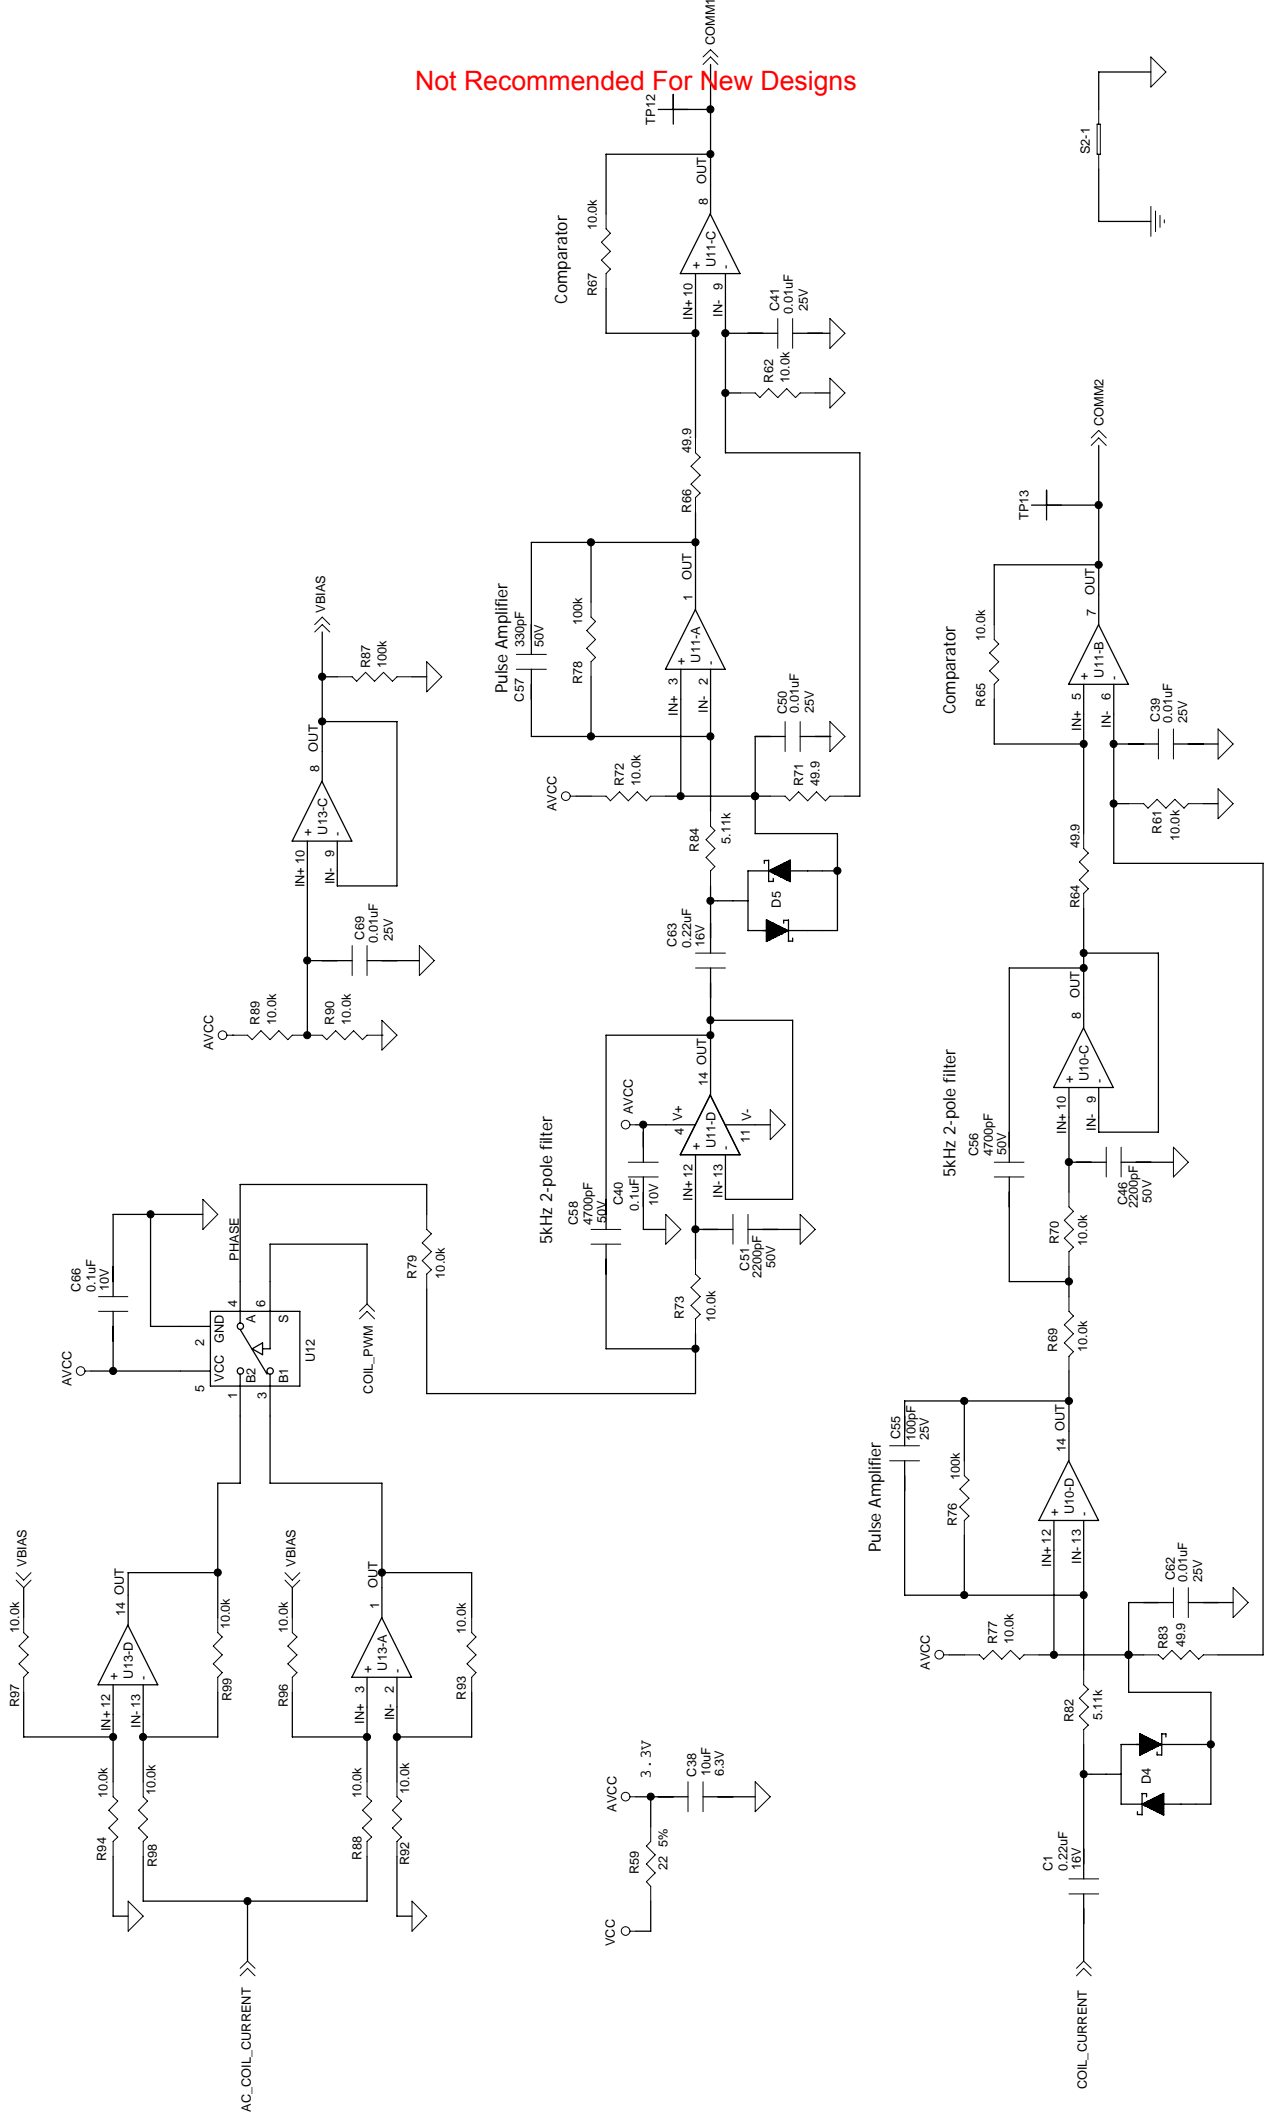 Not Recommended For New Designs
AC_COIL_CURRENT
R94
10.0k
R98
10.0k
R97
10.0k
VBIAS
IN+ 12
IN- 13
+
-
U13-D
14
OUT
R99
10.0k
R88
10.0k
R92
10.0k
R96
10.0k
VBIAS
IN+ 3
IN- 2
+
-
U13-A
1
OUT
R93
10.0k
AVCC
C66
0.1uF
10V
5
VCC
2
GND
1
B2
3
B1
4
A
6
S
U12
PHASE
COIL_PWM
R79
10.0k
AVCC
R89
10.0k
R90
10.0k
C69
0.01uF
25V
IN+ 10
IN- 9
+
-
U13-C
8
OUT
VBIAS
R87
100k
5kHz 2-pole filter
R73
10.0k
C58
4700pF
50V
C40
0.1uF
10V
AVCC
C51
2200pF
50V
IN+ 12
IN- 13
+
-
U11-D
4
V+
11
V-
14
OUT
C63
0.22uF
16V
D5
R84
5.11k
AVCC
R72
10.0k
R71
49.9
C50
0.01uF
25V
Pulse Amplifier
C57
330pF
50V
R78
100k
IN+ 3
IN- 2
+
-
U11-A
1
OUT
R66
49.9
Comparator
R67
10.0k
R62
10.0k
C41
0.01uF
25V
IN+ 10
IN- 9
+
-
U11-C
8
OUT
TP12
COMM1
VCC
R59
22 5%
AVCC
3.3V
C38
10uF
6.3V
COIL_CURRENT
C1
0.22uF
16V
D4
R82
5.11k
AVCC
R77
10.0k
R83
49.9
C62
0.01uF
25V
Pulse Amplifier
C55
100pF
25V
R76
100k
IN+ 12
IN- 13
+
-
U10-D
14
OUT
5kHz 2-pole filter
R69
10.0k
R70
10.0k
C56
4700pF
50V
C46
2200pF
50V
IN+ 10
IN- 9
+
-
U10-C
8
OUT
R64
49.9
Comparator
R65
10.0k
R61
10.0k
C39
0.01uF
25V
IN+ 5
IN- 6
+
-
U11-B
7
OUT
TP13
COMM2
S2-1